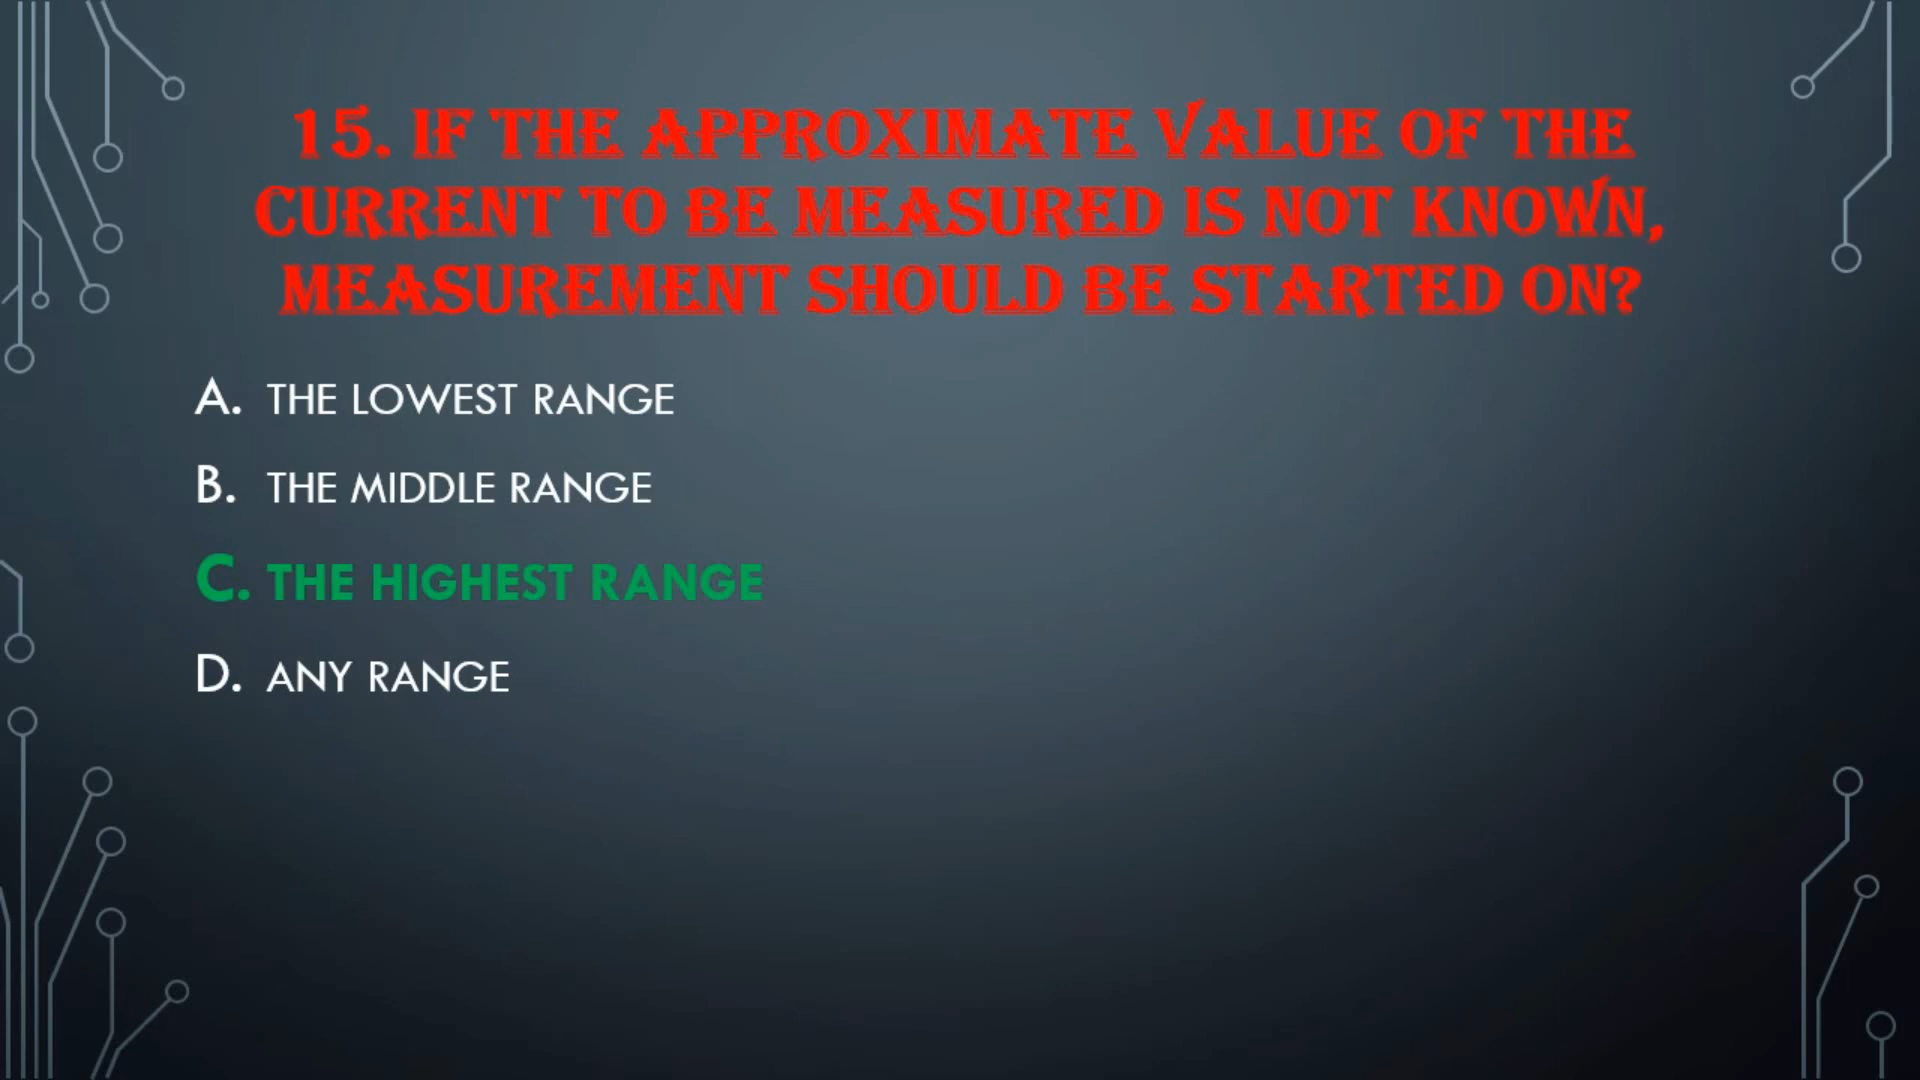 15. IF THE APPROXIMATE VALUE OF THE
CURRENT TO BE MEASURED IS NOT KNOWN,
MEASUREMENT SHOULD BE STARTED ON?
A. THE LOWEST RANGE
B. THE MIDDLE RANGE
C. THE HIGHEST RANGE
D. ANY RANGE